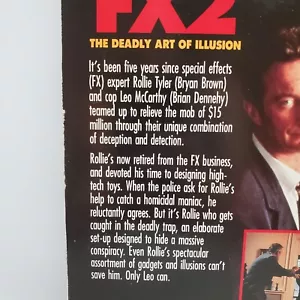 FX2
THE DEADLY ART OF ILLUSION
It's been five years since special effects
(FX) expert Rollie Tyler (Bryan Brown)
and cop Leo McCarthy (Brian Dennehy)
teamed up to relieve the mob of $15
million through their unique combination
of deception and detection.
Rollie's now retired from the FX business,
and devoted his time to designing high-
tech toys. When the police ask for Rollie's
help to catch a homicidal maniac, he
reluctantly agrees. But it's Rollie who gets
caught in the deadly trap, an elaborate
set-up designed to hide a massive
conspiracy. Even Rollie's spectacular
assortment of gadgets and illusions can't
save him. Only Leo can.